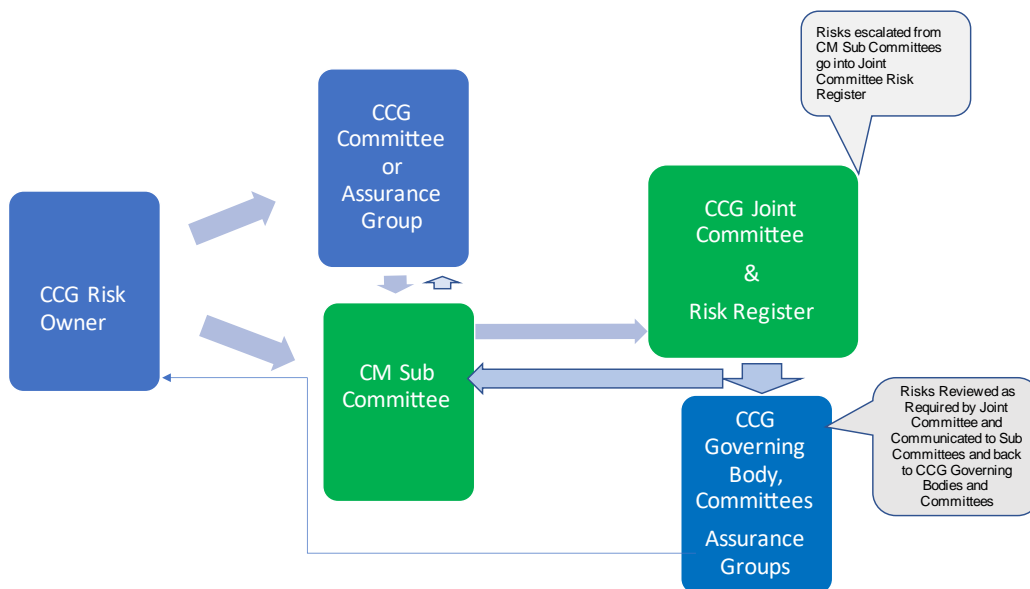 Risks escalated from
CM Sub Committees
go into Joint
Committee Risk
Register
CCG
Committee
or
Assurance
Group
CCG Joint
Committee
&
Risk Register
CCG Risk
Owner
CM Sub
Committee
CCG
Governing
Body,
Committees
Assurance
Groups
Risks Reviewed as
Required by Joint
Committee and
Communicated to Sub
Committees and back
to CCG Governing
Bodies and
Committees